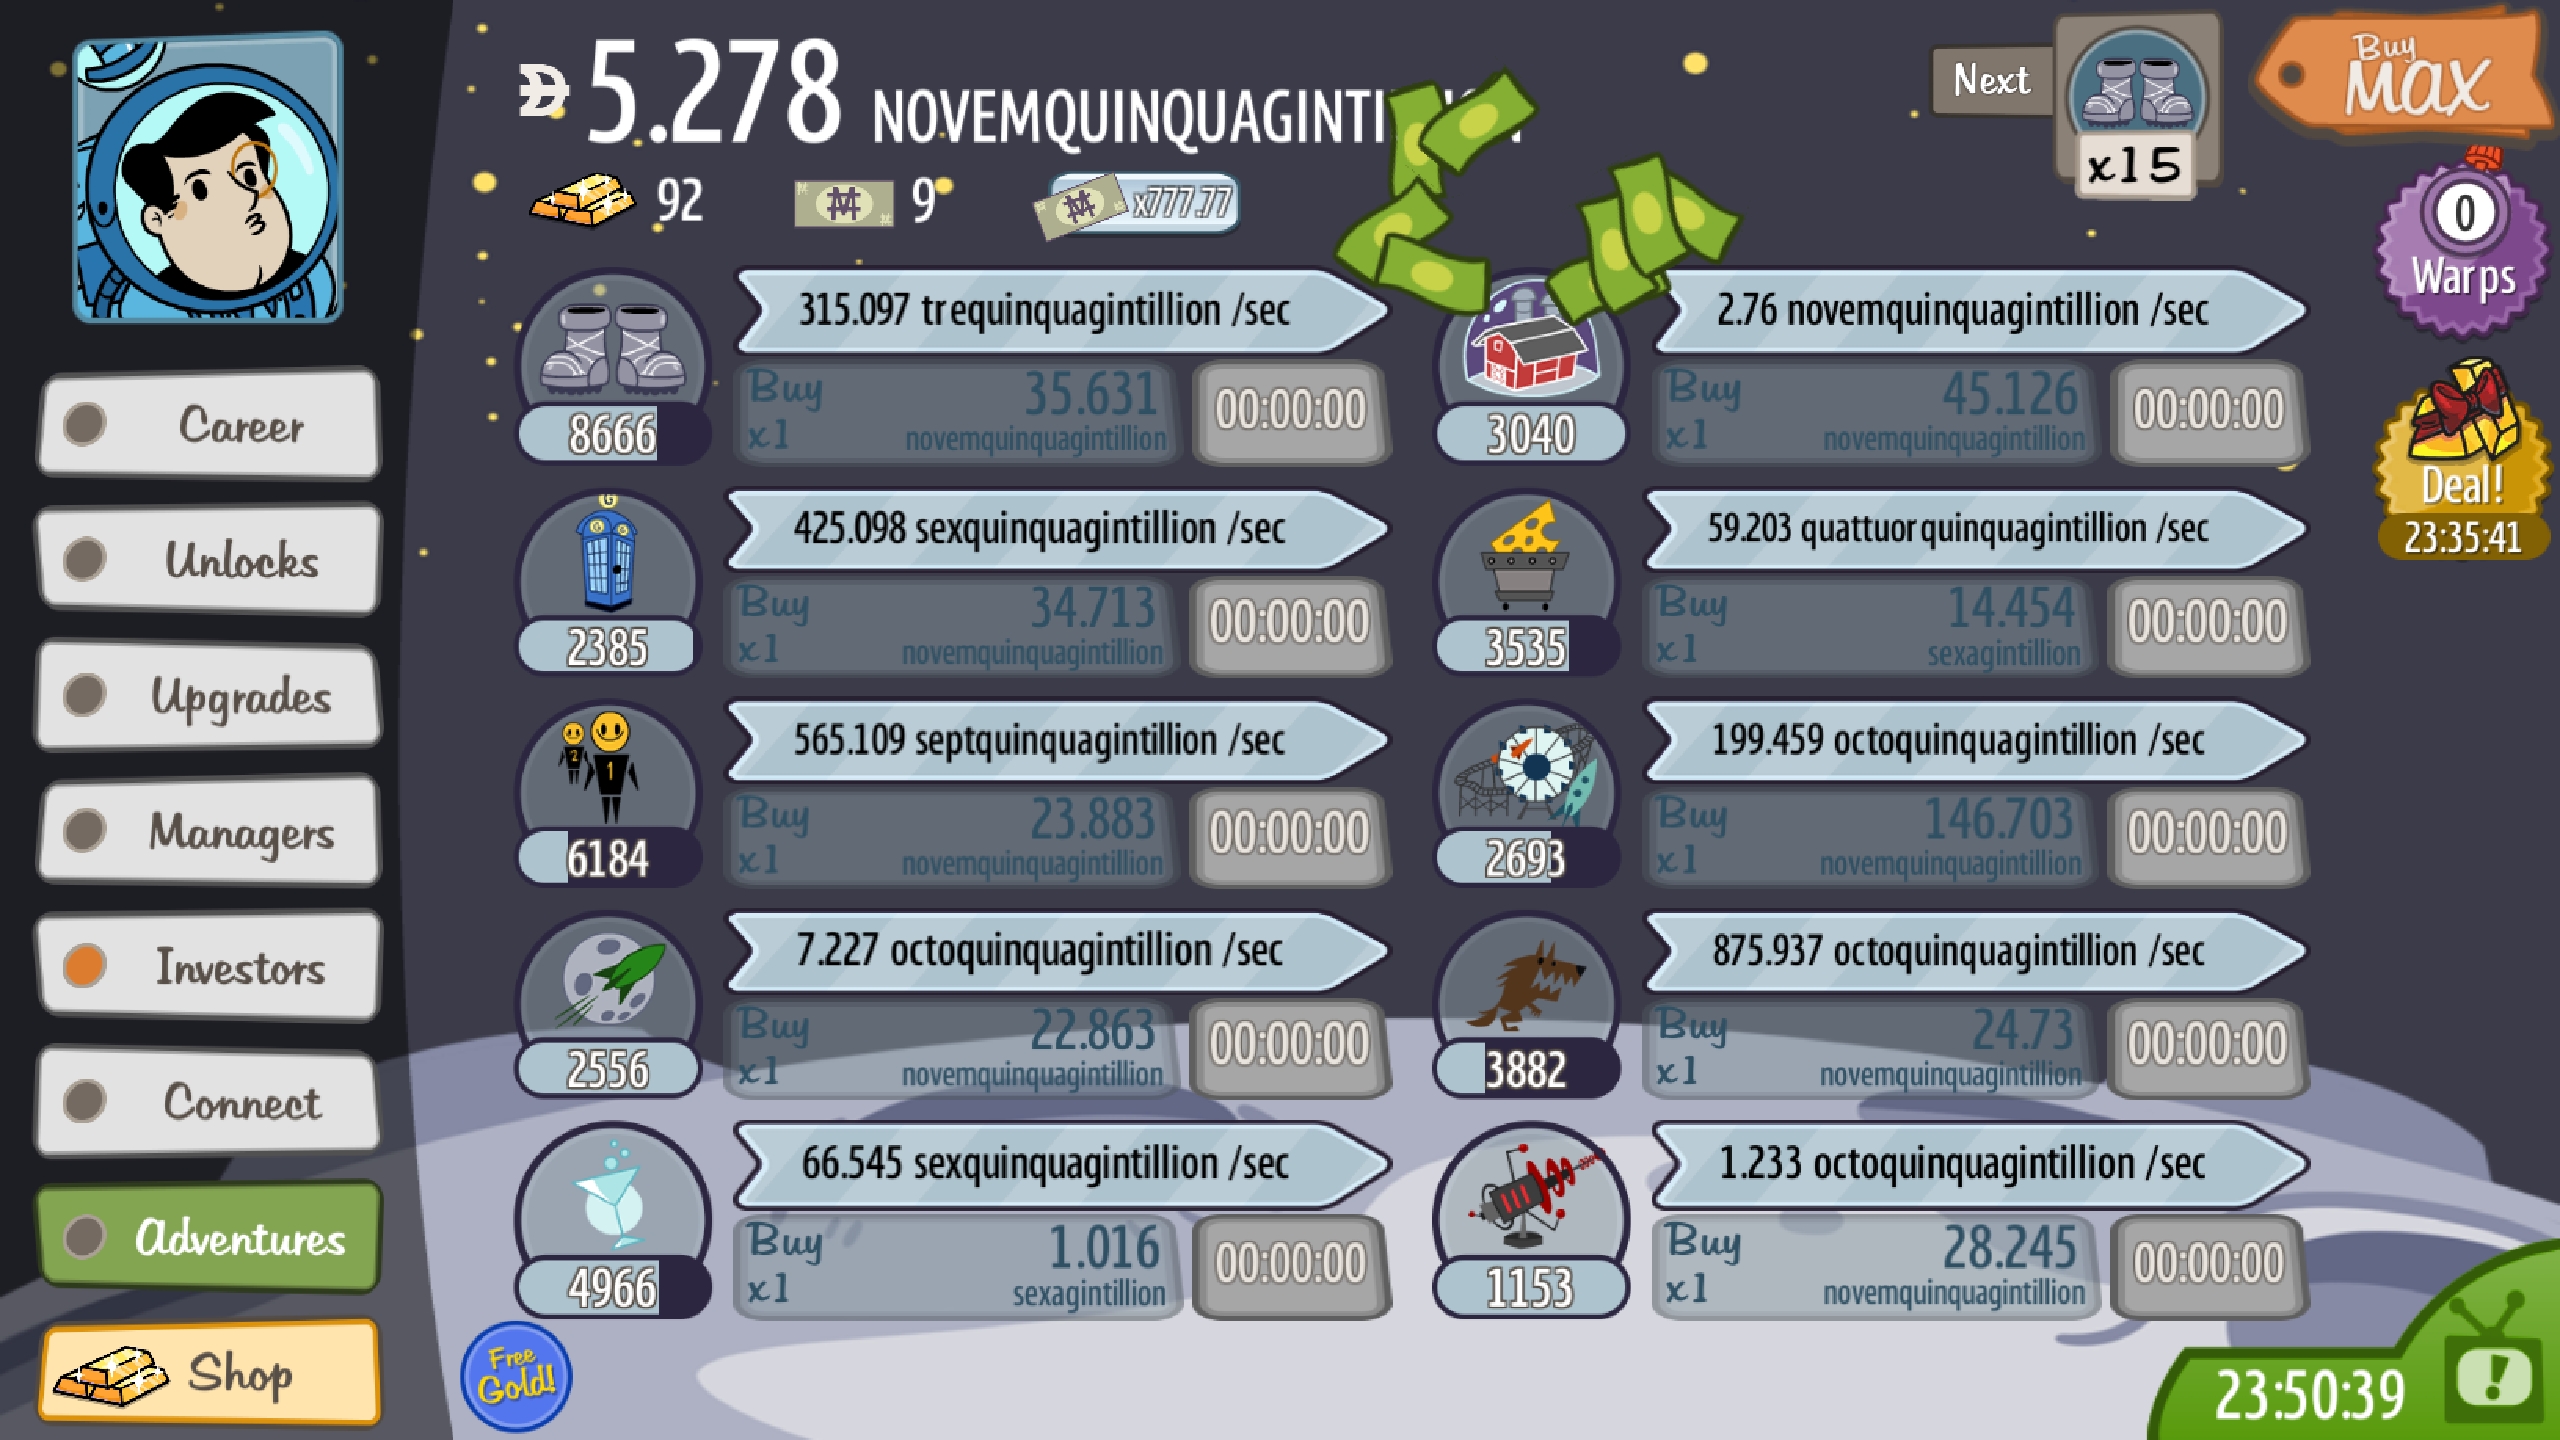 5.278 
92 9 x777.77
Next
x15
Buy
MAX
0
Warps
Deal!
23:35:41
Career
Unlocks
Upgrades
Managers
Investors
Connect
Adventures
Shop
315.097 trequinquagintillion /sec
Buy 35.631
x1 novemquinquagintillion
00:00:00
8666
2.76 novemquinquagintillion /sec
Buy 45.126
x1 novemquinquagintillion
00:00:00
3040
G
425.098 sexquinquagintillion /sec
Buy 34.713
x1 novemquinquagintillion
00:00:00
2385
59.203 quattuorquinquagintillion /sec
Buy 14.454
x1 sexagintillion
00:00:00
3535
2
1
565.109 septquinquagintillion /sec
Buy 23.883
x1 novemquinquagintillion
00:00:00
6184
199.459 octoquinquagintillion /sec
Buy 146.703
x1 novemquinquagintillion
00:00:00
2693
7.227 octoquinquagintillion /sec
Buy 22.863
x1 novemquinquagintillion
00:00:00
2556
875.937 octoquinquagintillion /sec
Buy 24.73
x1 novemquinquagintillion
00:00:00
3882
66.545 sexquinquagintillion /sec
Buy 1.016
x1 sexagintillion
00:00:00
4966
1.233 octoquinquagintillion /sec
Buy 28.245
x1 novemquinquagintillion
00:00:00
1153
Free
Gold!
23:50:39
!